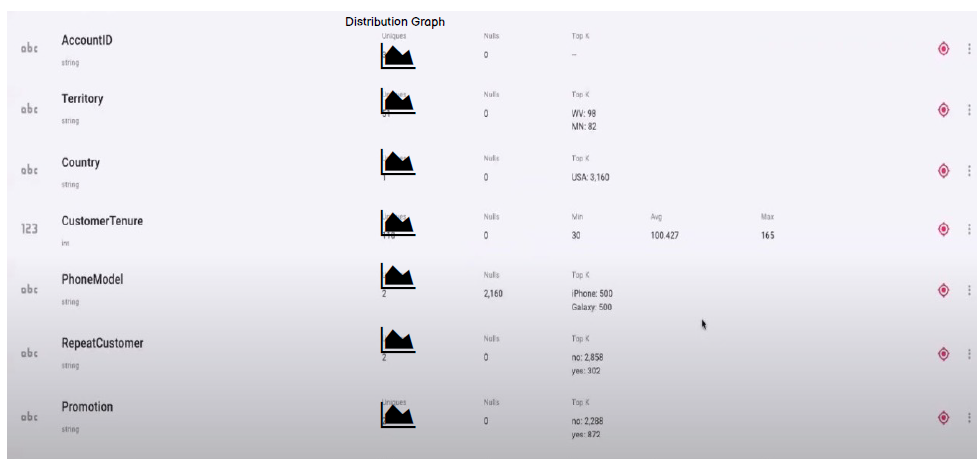 Distribution Graph
abc AccountID Uniques Nulls Top K
string 0 –
abc Territory Nulls Top K
string 0 WV: 98
MN: 82
abc Country Nulls Top K
string 1 0 USA: 3,160
123 CustomerTenure Nulls Min Avg Max
int 0 30 100.427 165
abc PhoneModel Nulls Top K
string 2 2,160 iPhone: 500
Galaxy: 500
abc RepeatCustomer Nulls Top K
string 2 0 no: 2,858
yes: 302
abc Promotion Uniques Nulls Top K
string 0 no: 2,288
yes: 872